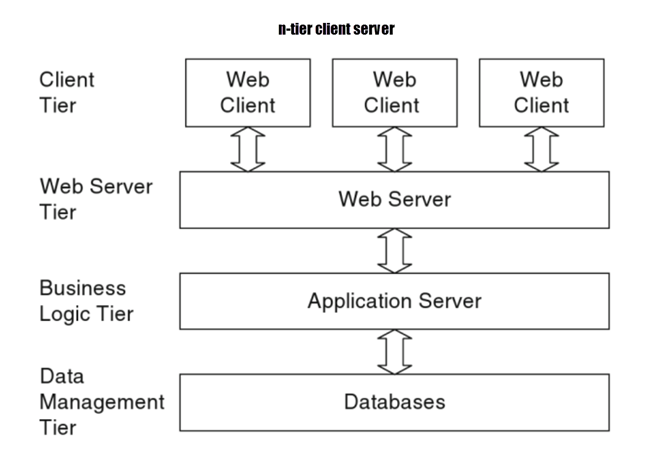 n-tier client server
Client
Tier
Web
Client
Web
Client
Web
Client
Web Server
Tier
Web Server
Business
Logic Tier
Application Server
Data
Management
Tier
Databases